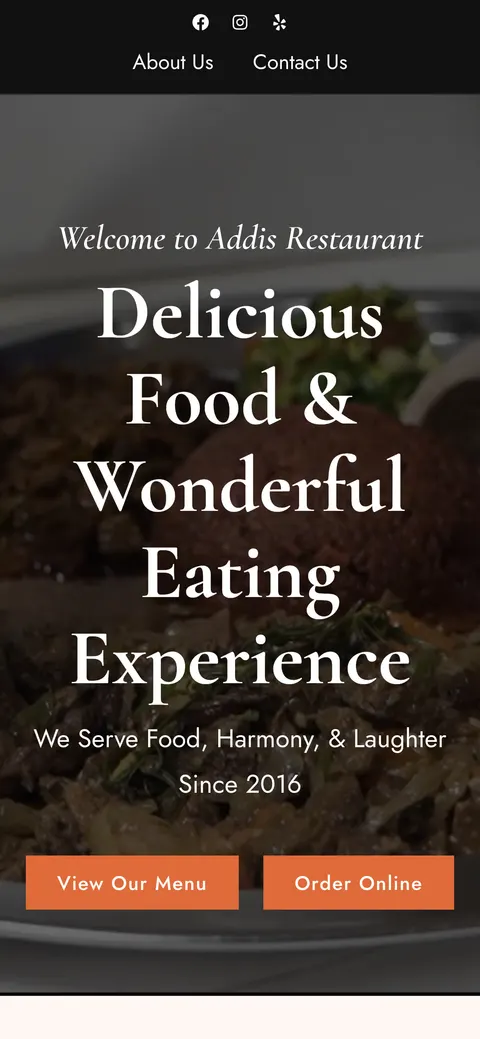 About Us Contact Us
Welcome to Addis Restaurant
Delicious
Food &
Wonderful
Eating
Experience
We Serve Food, Harmony, & Laughter
Since 2016
View Our Menu Order Online